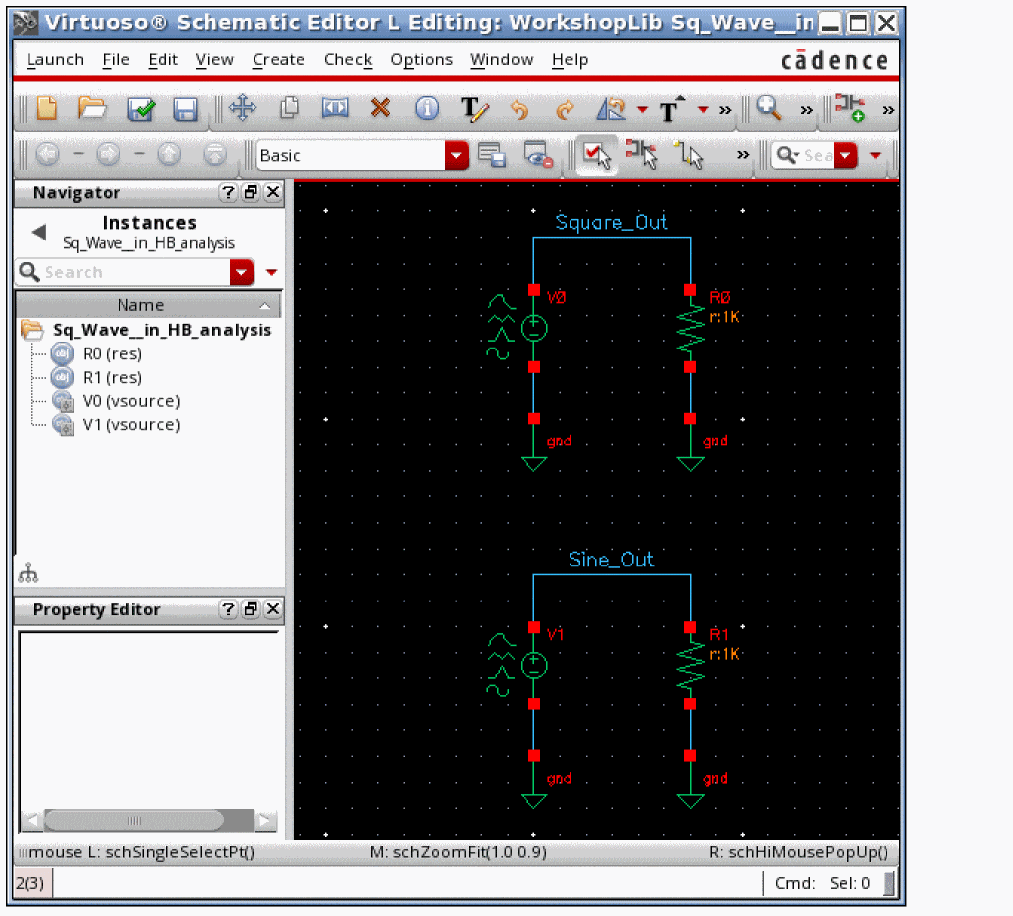 Virtuoso® Schematic Editor L Editing: WorkshopLib Sq_Wave__in
Launch File Edit View Create Check Options Window Help cādence
Basic
Sea
Navigator
Instances
Sq_Wave__in_HB_analysis
Search
Name
Sq_Wave__in_HB_analysis
R0 (res)
R1 (res)
V0 (vsource)
V1 (vsource)
Property Editor
Square_Out
V0
R0
r:1K
gnd
gnd
Sine_Out
V1
R1
r:1K
gnd
gnd
mouse L: schSingleSelectPt()
M: schZoomFit(1.0 0.9)
R: schHiMousePopUp()
2(3)
Cmd: Sel: 0